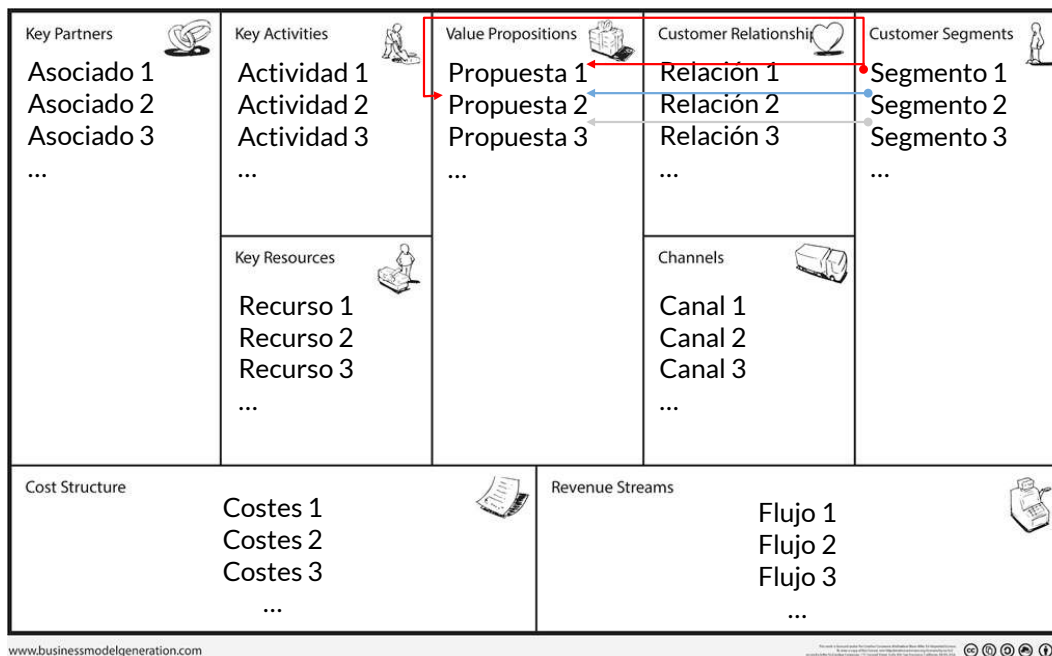 Key Partners
Asociado 1
Asociado 2
Asociado 3
...
Key Activities
Actividad 1
Actividad 2
Actividad 3
...
Key Resources
Recurso 1
Recurso 2
Recurso 3
...
Value Propositions
Propuesta 1
Propuesta 2
Propuesta 3
...
Customer Relationship
Relación 1
Relación 2
Relación 3
...
Channels
Canal 1
Canal 2
Canal 3
...
Customer Segments
Segmento 1
Segmento 2
Segmento 3
...
Cost Structure
Costes 1
Costes 2
Costes 3
...
Revenue Streams
Flujo 1
Flujo 2
Flujo 3
...
www.businessmodelgeneration.com